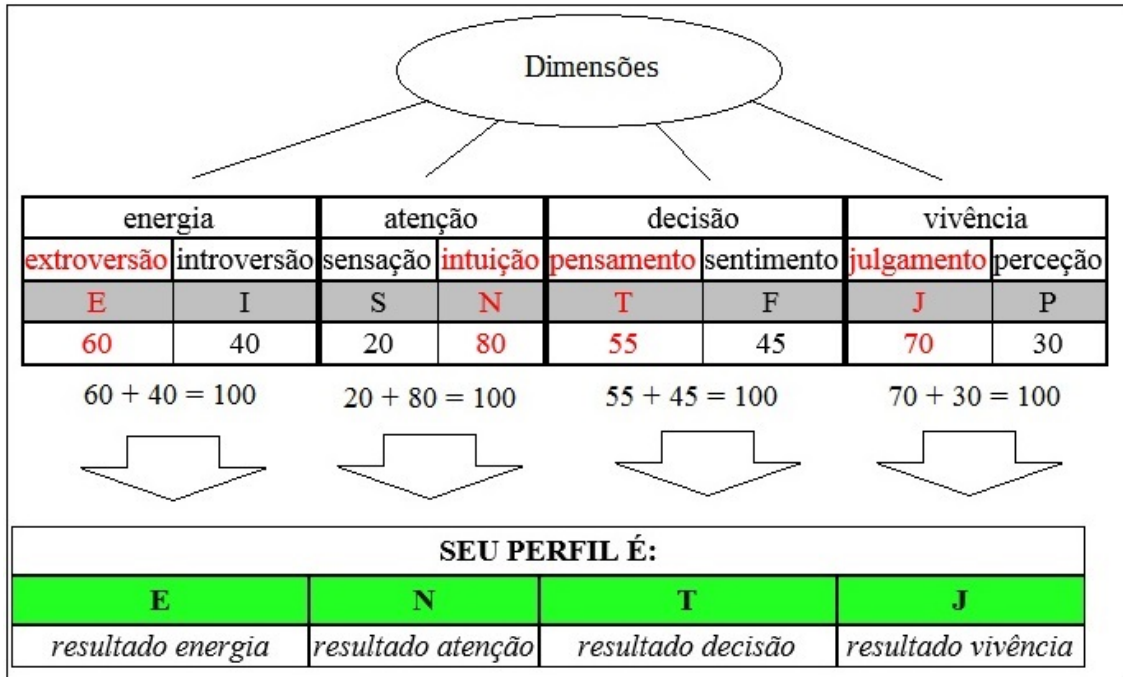 Dimensões
energia atenção decisão vivência
extroversão introversão sensação intuição pensamento sentimento julgamento perceção
E I S N T F J P
60 40 20 80 55 45 70 30
60 + 40 = 100 20 + 80 = 100 55 + 45 = 100 70 + 30 = 100
SEU PERFIL É:
E N T J
resultado energia resultado atenção resultado decisão resultado vivência